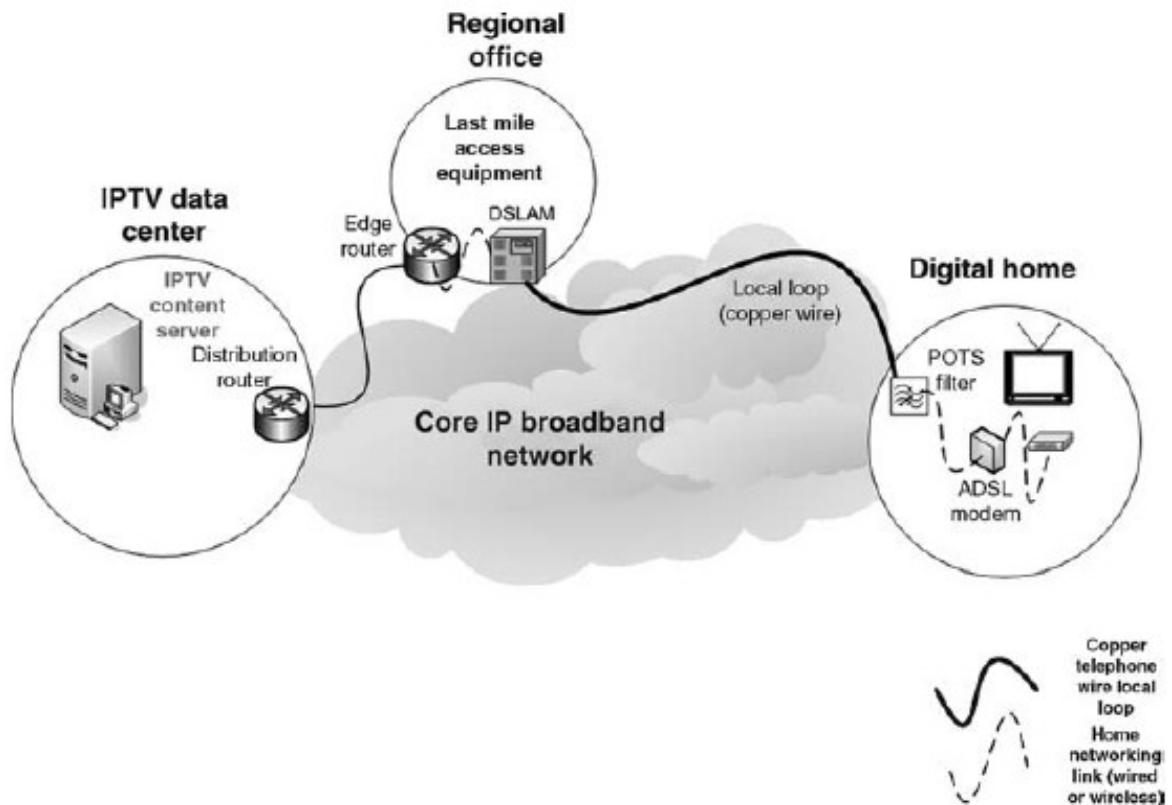 Regional
office
Last mile
access
equipment
DSLAM
Edge
router
IPTV data
center
IPTV
content
server
Distribution
router
Core IP broadband
network
Local loop
(copper wire)
Digital home
POTS
filter
ADSL
modem
Copper
telephone
wire local
loop
Home
networking
link (wired
or wireless)